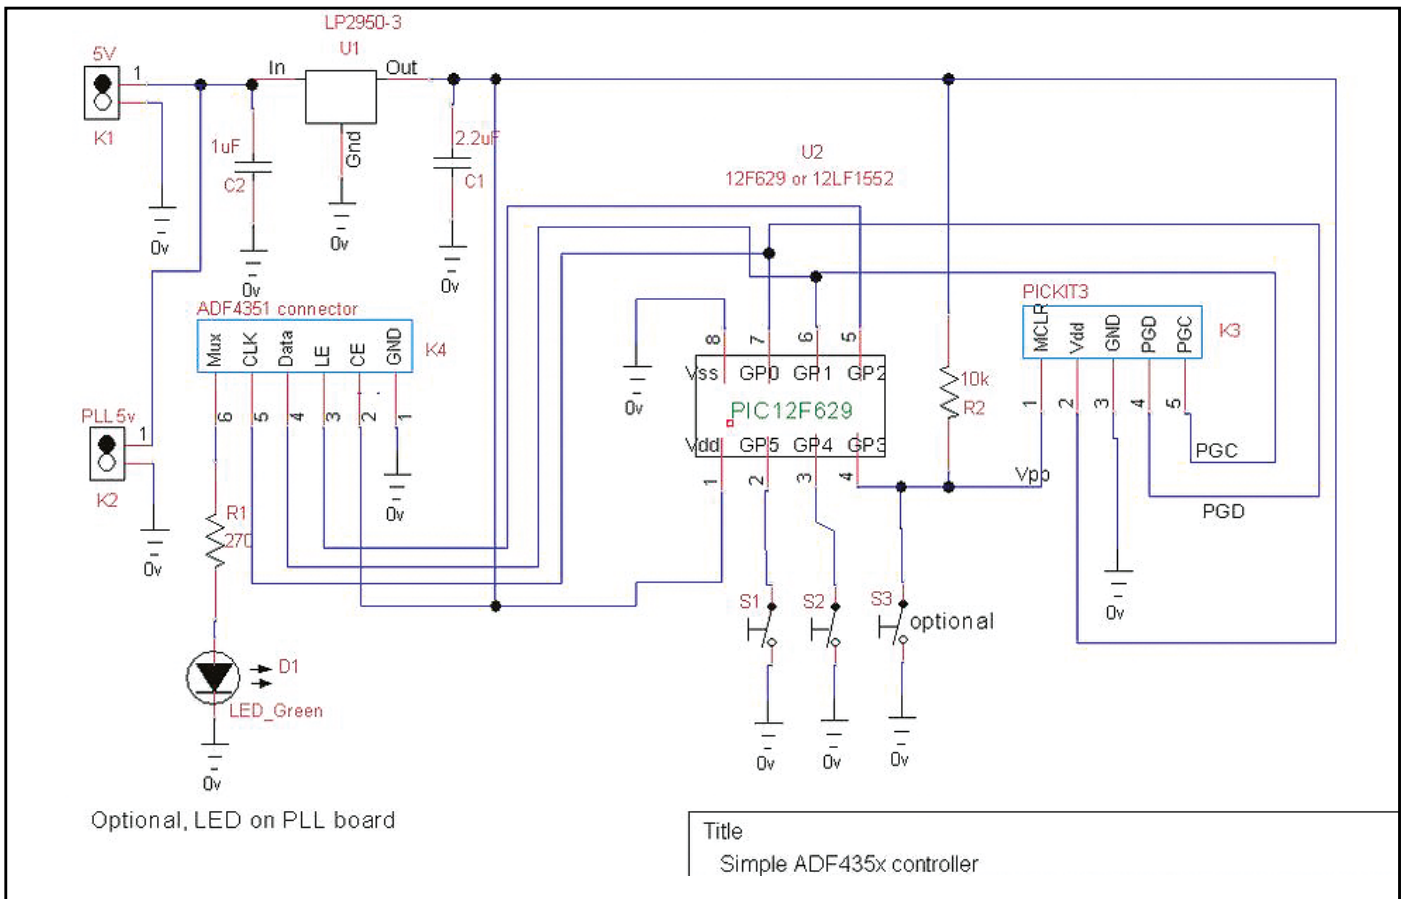 LP2950-3
U1
5V
1
In
Out
K1
1uF
C2
Gnd
2.2uF
C1
0v
0v
0v
0v
U2
12F629 or 12LF1552
ADF4351 connector
Mux
CLK
Data
LE
CE
GND
K4
6
5
4
3
2
1
0v
PLL5v
1
K2
0v
R1
270
D1
LED_Green
0v
Optional, LED on PLL board
0v
8
7
6
5
Vss
GP0
GP1
GP2
PIC12F629
Vdd
GP5
GP4
GP3
1
2
3
4
10k
R2
PICKIT3
MCLR
Vdd
GND
PGD
PGC
K3
1
2
3
4
5
Vpp
PGC
PGD
0v
S1
S2
S3
optional
0v
0v
0v
Title
Simple ADF435x controller